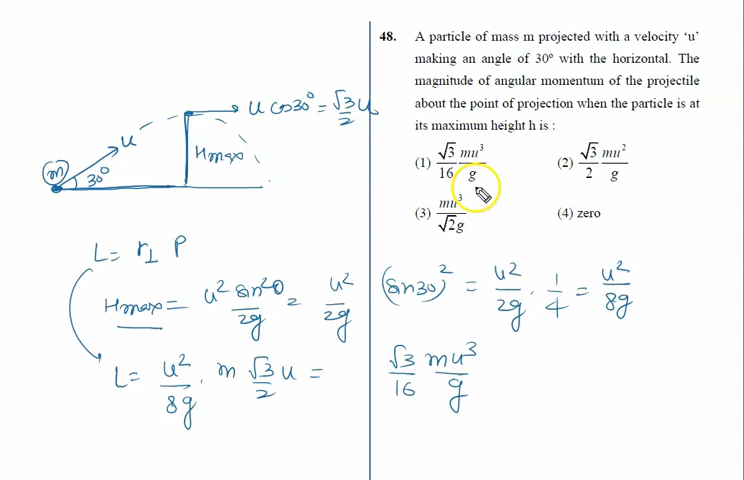 48. A particle of mass m projected with a velocity ‘u’
making an angle of 30° with the horizontal. The
magnitude of angular momentum of the projectile
about the point of projection when the particle is at
its maximum height h is :
(1) √3/16 mu³/g (2) √3/2 mu²/g
(3) mu³/√2g (4) zero
u cos30° = √3/2 u
u
m 30° Hmax
L = r⊥ P
Hmax = u² sin²θ/2g = u²/2g (sin30)² = u²/2g · 1/4 = u²/8g
L = u²/8g · m √3/2 u = √3/16 mu³/g